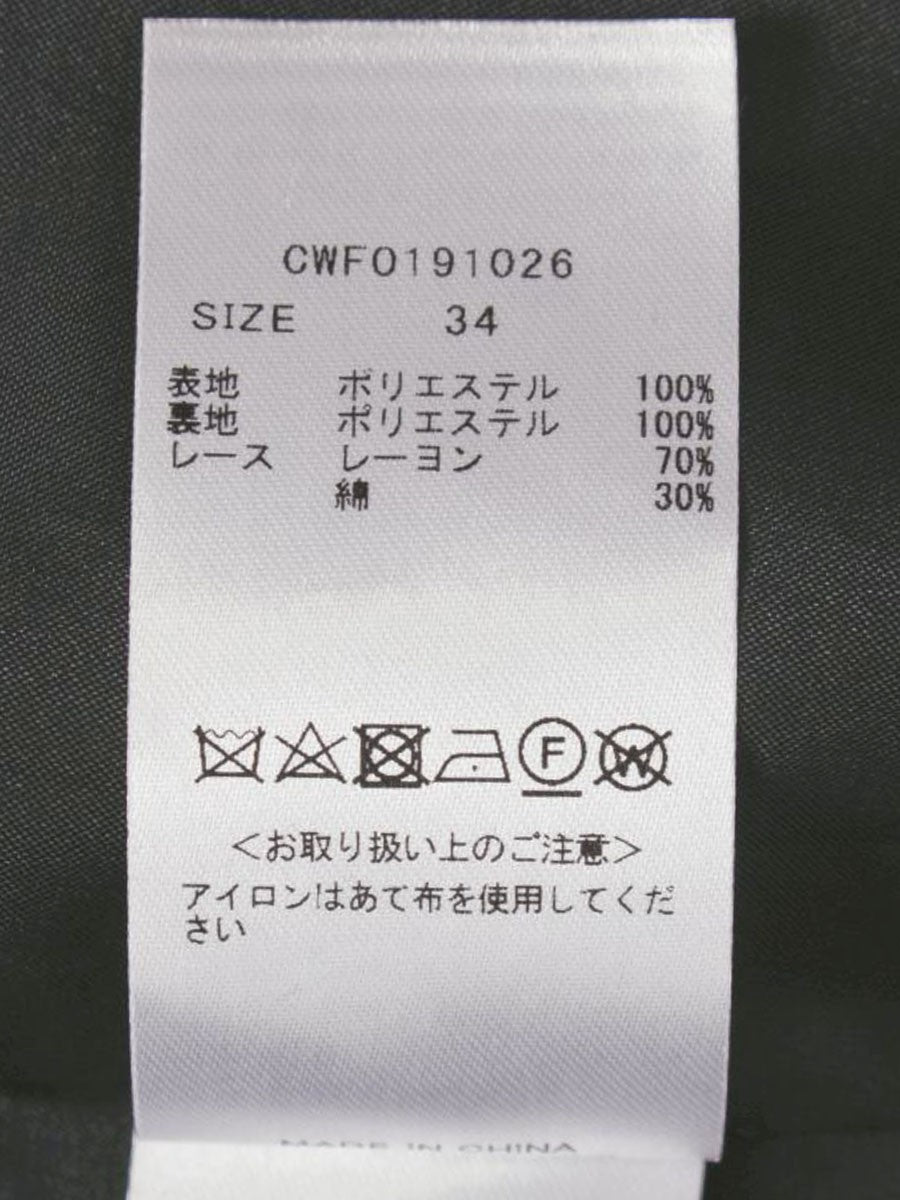 CWF0191026
SIZE 34
表地 ポリエステル 100%
裏地 ポリエステル 100%
レース レーヨン 70%
綿 30%
F W
<お取り扱い上のご注意>
アイロンはあて布を使用してくだ
さい
MADE IN CHINA